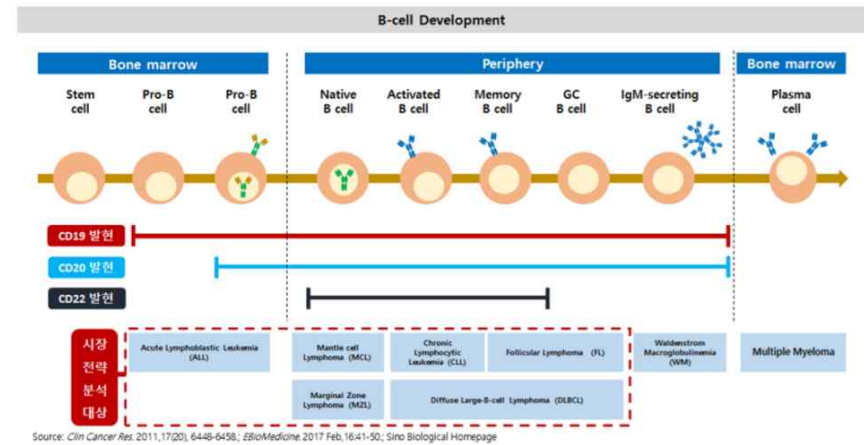 B-cell Development
Bone marrow
Periphery
Bone marrow
Stem
cell
Pro-B
cell
Pro-B
cell
Native
B cell
Activated
B cell
Memory
B cell
GC
B cell
IgM-secreting
B cell
Plasma
cell
CD19 발현
CD20 발현
CD22 발현
시장
전략
분석
대상
Acute Lymphoblastic Leukemia
(ALL)
Mantle cell
Lymphoma (MCL)
Chronic
Lymphocytic
Leukemia (CLL)
Follicular Lymphoma (FL)
Waldenstrom
Macroglobulinemia
(WM)
Multiple Myeloma
Marginal Zone
Lymphoma (MZL)
Diffuse Large-B-cell Lymphoma (DLBCL)
Source: Clin Cancer Res. 2011,17(20), 6448-6458.; EBioMedicine. 2017 Feb,16:41-50.; Sino Biological Homepage